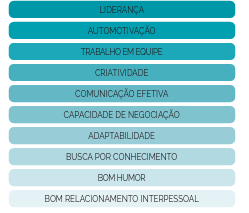 LIDERANÇA
AUTOMOTIVAÇÃO
TRABALHO EM EQUIPE
CRIATIVIDADE
COMUNICAÇÃO EFETIVA
CAPACIDADE DE NEGOCIAÇÃO
ADAPTABILIDADE
BUSCA POR CONHECIMENTO
BOM HUMOR
BOM RELACIONAMENTO INTERPESSOAL